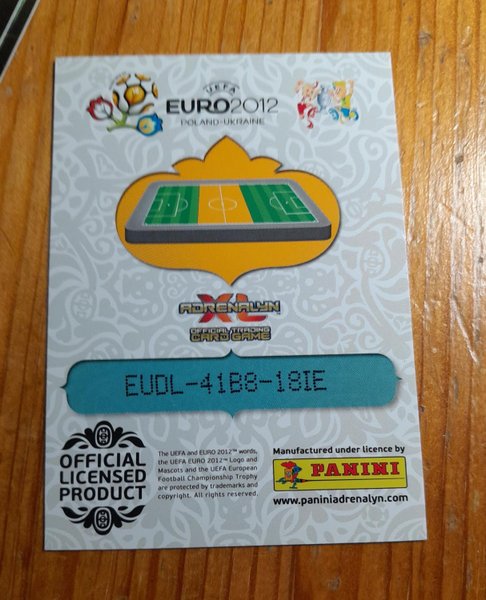 UEFA
EURO2012
POLAND-UKRAINE
ADRENALYN
XL
OFFICIAL TRADING
CARD GAME
EUDL-41B8-18IE
OFFICIAL
LICENSED
PRODUCT
The UEFA and EURO 2012™ words,
the UEFA EURO 2012™ Logo and
Mascots and the UEFA European
Football Championship Trophy
are protected by trademarks and
copyright. All rights reserved.
Manufactured under licence by
PANINI
www.paniniadrenalyn.com